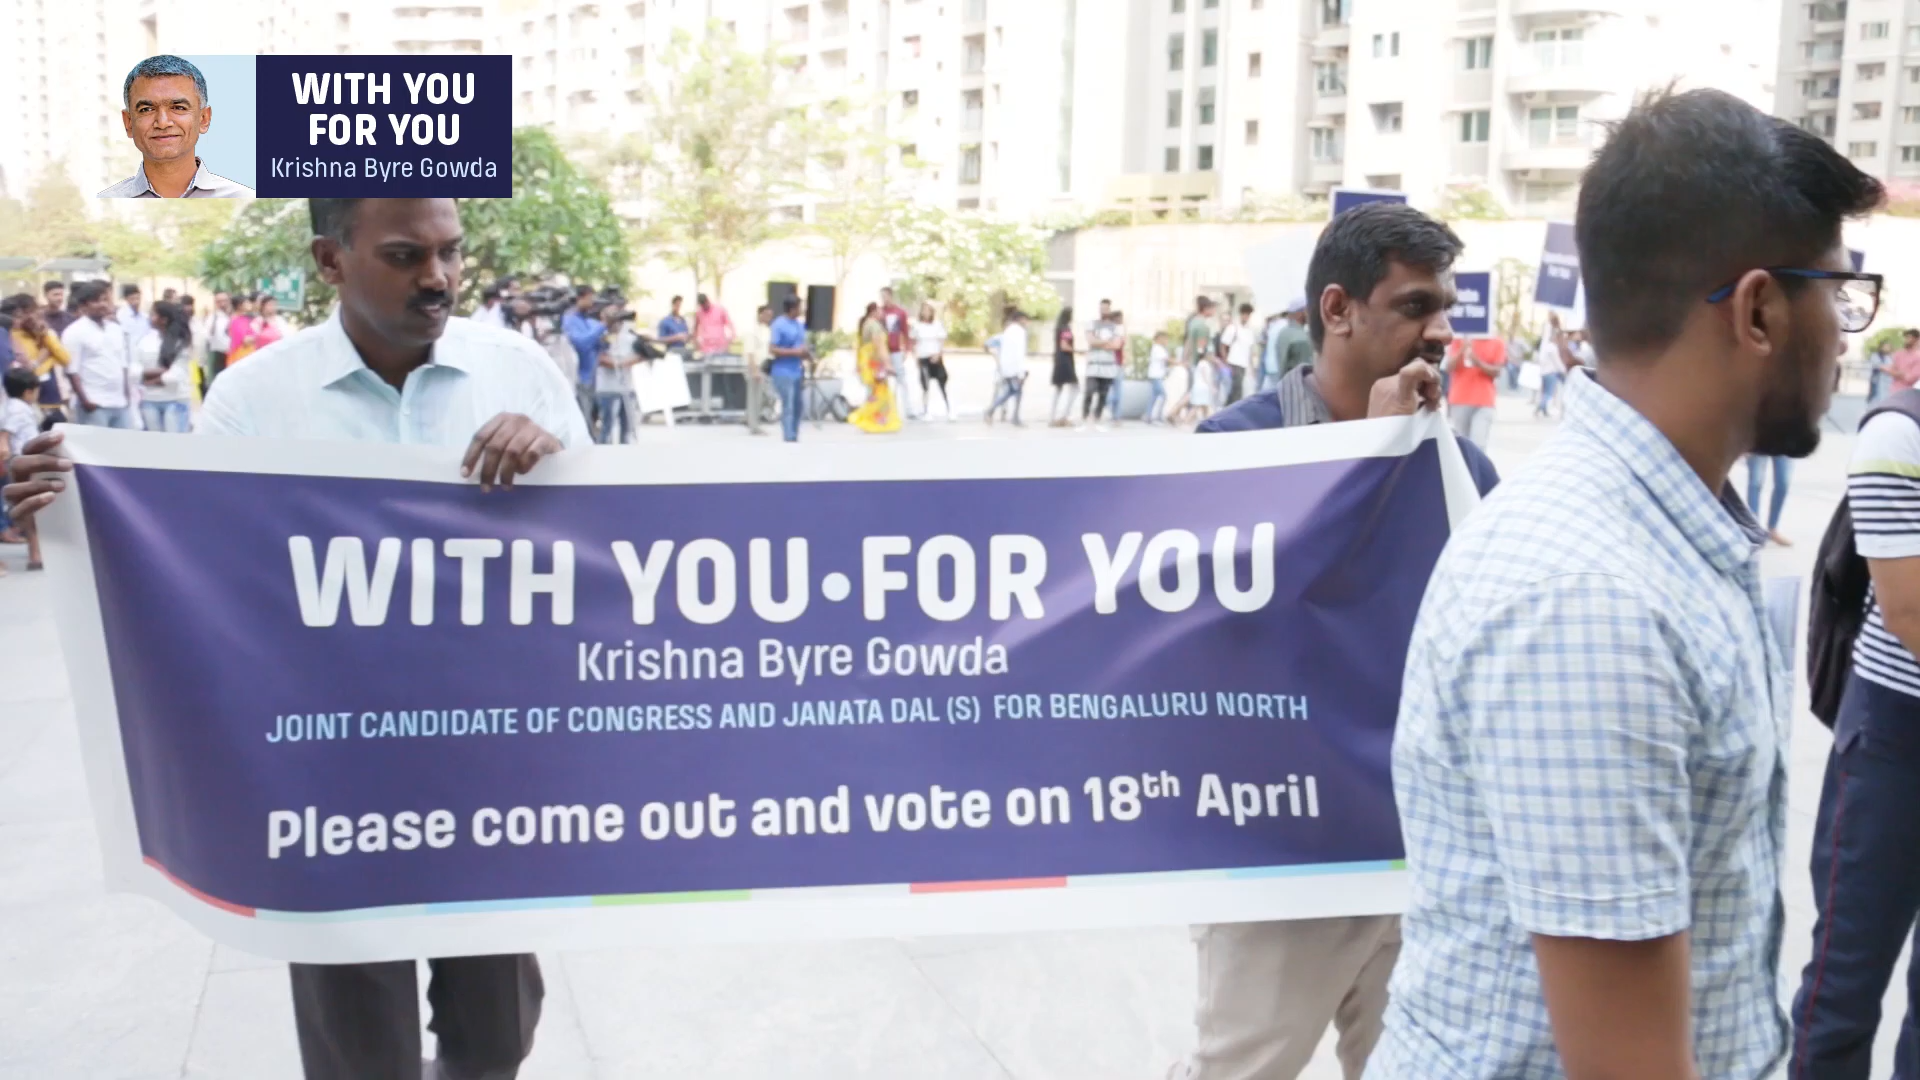 WITH YOU
FOR YOU
Krishna Byre Gowda
WITH YOU•FOR YOU
Krishna Byre Gowda
JOINT CANDIDATE OF CONGRESS AND JANATA DAL (S) FOR BENGALURU NORTH
Please come out and vote on 18th April